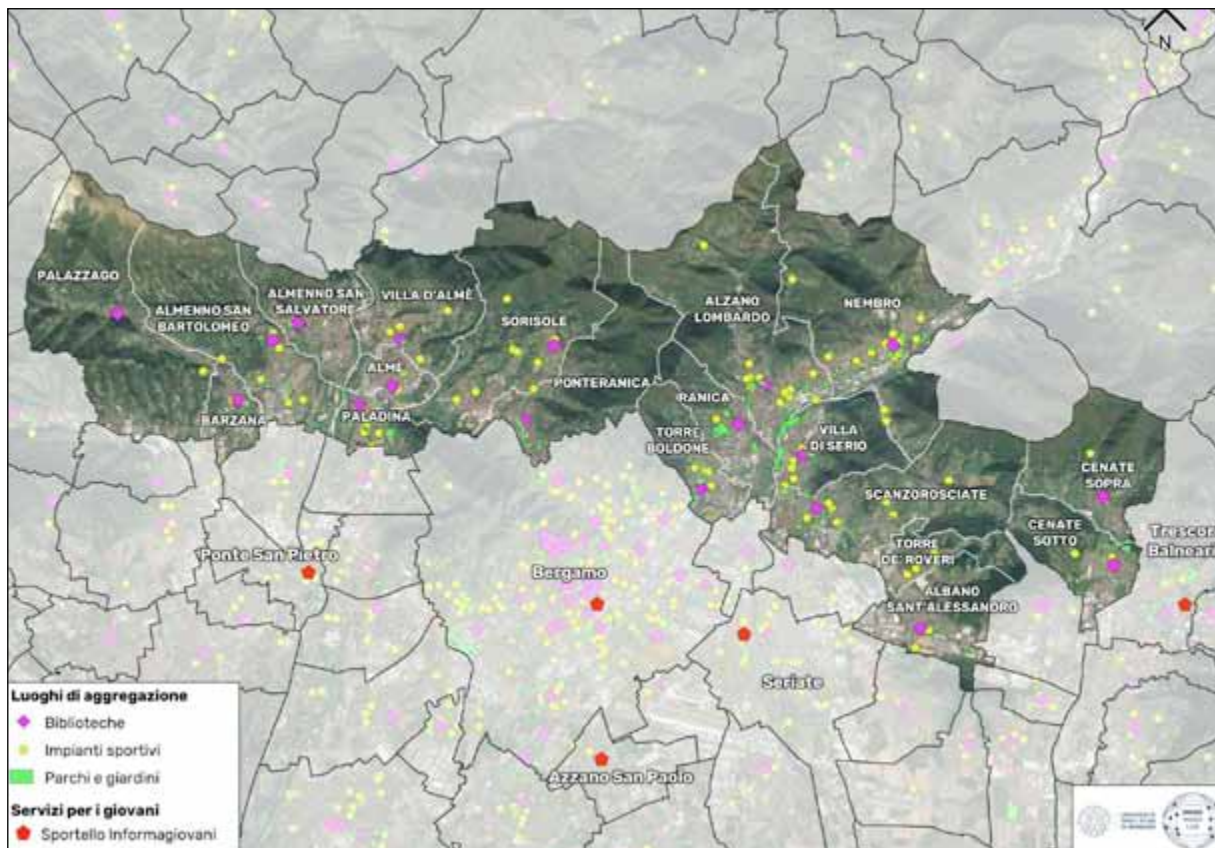 N
PALAZZAGO
ALMENNO SAN
BARTOLOMEO
ALMENNO SAN
SALVATORE
VILLA D'ALMÈ
SORISOLE
ALMÈ
BARZANA
PALADINA
PONTERANICA
ALZANO
LOMBARDO
NEMBRO
RANICA
TORRE
BOLDONE
VILLA
DI SERIO
SCANZOROSCIATE
CENATE
SOPRA
CENATE
SOTTO
TORRE
DE' ROVERI
ALBANO
SANT'ALESSANDRO
Ponte San Pietro
Bergamo
Trescore
Balneari
Seriate
Azzano San Paolo
Luoghi di aggregazione
Biblioteche
Impianti sportivi
Parchi e giardini
Servizi per i giovani
Sportello Informagiovani